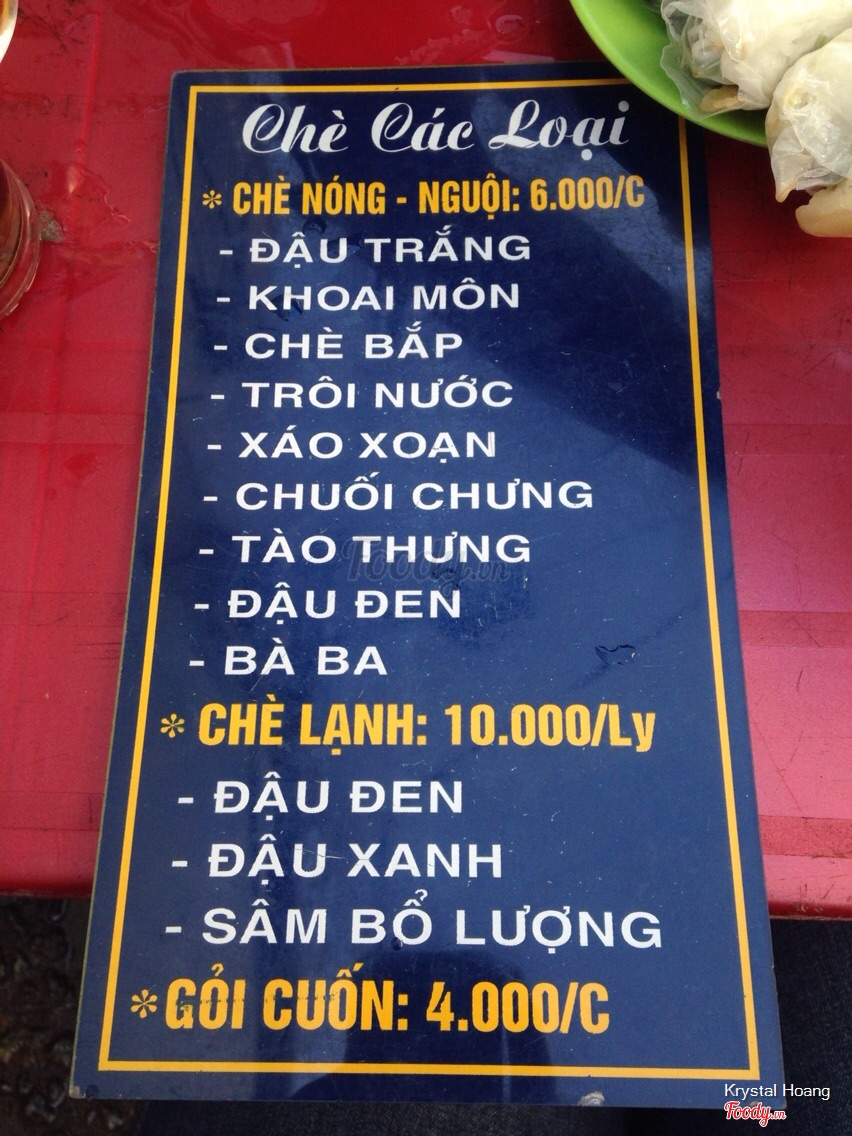 Chè Các Loại
* CHÈ NÓNG - NGUỘI: 6.000/C
- ĐẬU TRẮNG
- KHOAI MÔN
- CHÈ BẮP
- TRÔI NƯỚC
- XÁO XOẠN
- CHUỐI CHƯNG
- TÀO THƯNG
- ĐẬU ĐEN
- BÀ BA
* CHÈ LẠNH: 10.000/Ly
- ĐẬU ĐEN
- ĐẬU XANH
- SÂM BỔ LƯỢNG
* GỎI CUỐN: 4.000/C
Foody.vn
Krystal Hoang
Foody.vn